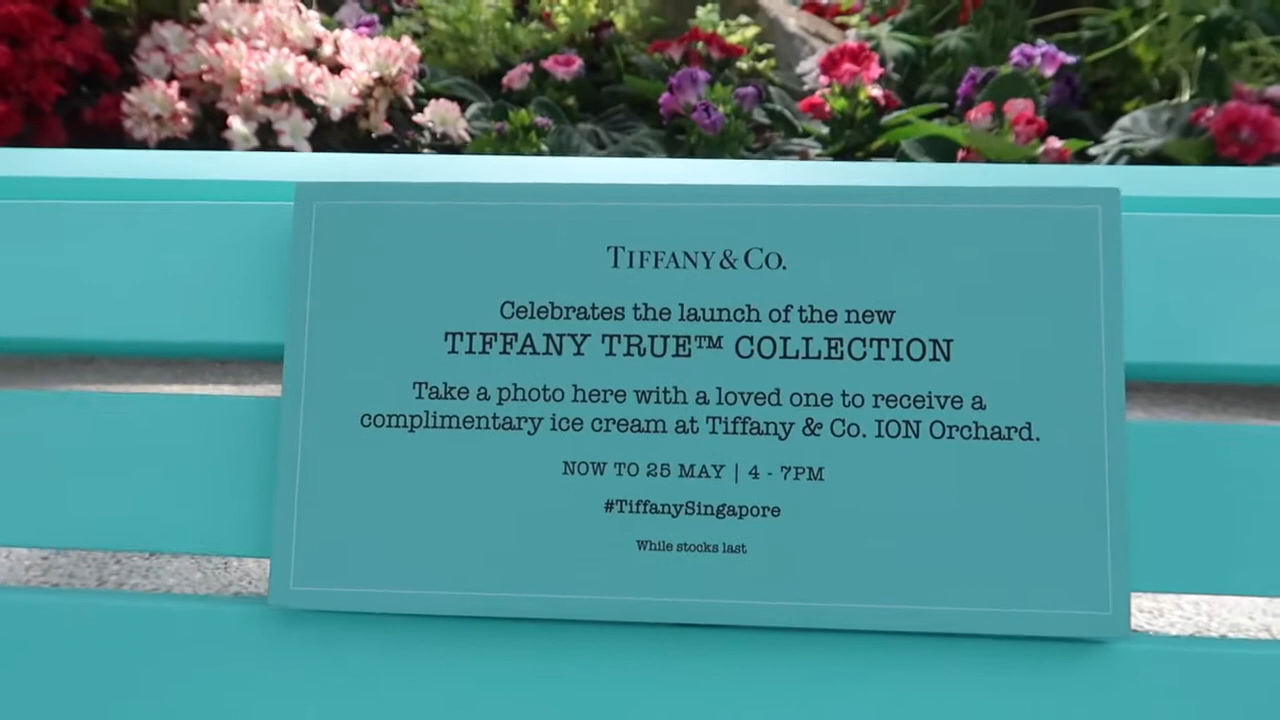 TIFFANY & CO.
Celebrates the launch of the new
TIFFANY TRUE™ COLLECTION
Take a photo here with a loved one to receive a
complimentary ice cream at Tiffany & Co. ION Orchard.
NOW TO 25 MAY | 4 - 7PM
#TiffanySingapore
While stocks last